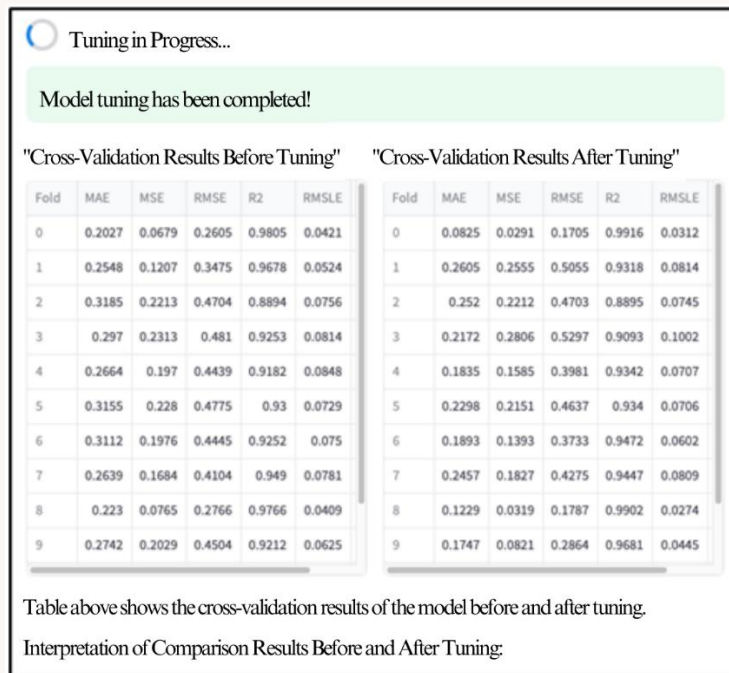 Tuning in Progress...
Model tuning has been completed!
"Cross-Validation Results Before Tuning" "Cross-Validation Results After Tuning"
Fold MAE MSE RMSE R2 RMSLE Fold MAE MSE RMSE R2 RMSLE
0 0.2027 0.0679 0.2605 0.9805 0.0421 0 0.0825 0.0291 0.1705 0.9916 0.0312
1 0.2548 0.1207 0.3475 0.9678 0.0524 1 0.2605 0.2555 0.5055 0.9318 0.0814
2 0.3185 0.2213 0.4704 0.8894 0.0756 2 0.252 0.2212 0.4703 0.8895 0.0745
3 0.297 0.2313 0.481 0.9253 0.0814 3 0.2172 0.2806 0.5297 0.9093 0.1002
4 0.2664 0.197 0.4439 0.9182 0.0848 4 0.1835 0.1585 0.3981 0.9342 0.0707
5 0.3155 0.228 0.4775 0.93 0.0729 5 0.2298 0.2151 0.4637 0.934 0.0706
6 0.3112 0.1976 0.4445 0.9252 0.075 6 0.1893 0.1393 0.3733 0.9472 0.0602
7 0.2639 0.1684 0.4104 0.949 0.0781 7 0.2457 0.1827 0.4275 0.9447 0.0809
8 0.223 0.0765 0.2766 0.9766 0.0409 8 0.1229 0.0319 0.1787 0.9902 0.0274
9 0.2742 0.2029 0.4504 0.9212 0.0625 9 0.1747 0.0821 0.2864 0.9681 0.0445
Table above shows the cross-validation results of the model before and after tuning.
Interpretation of Comparison Results Before and After Tuning: